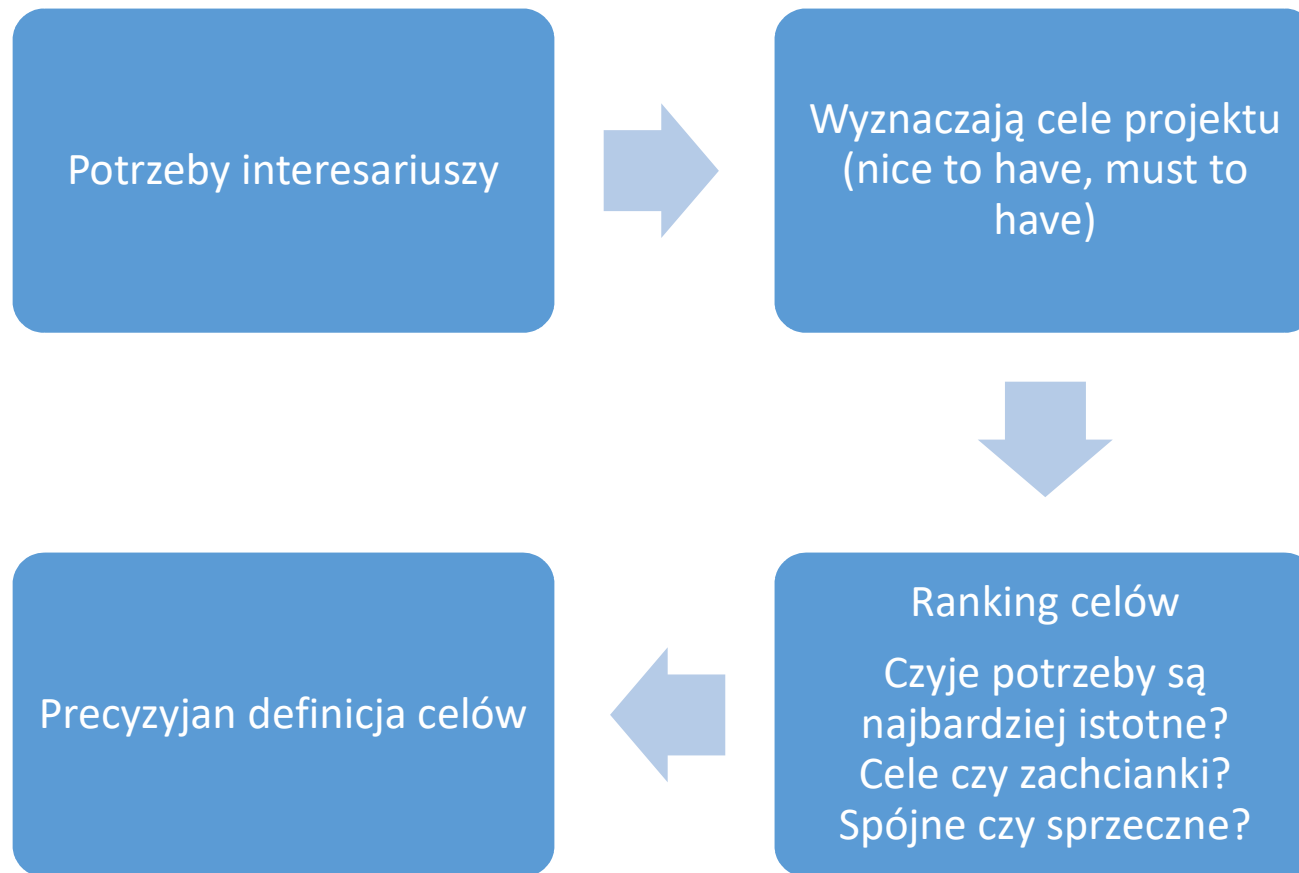 Potrzeby interesariuszy
Wyznaczają cele projektu
(nice to have, must to
have)
Ranking celów
Czyje potrzeby są
najbardziej istotne?
Cele czy zachcianki?
Spójne czy sprzeczne?
Precyzyjan definicja celów